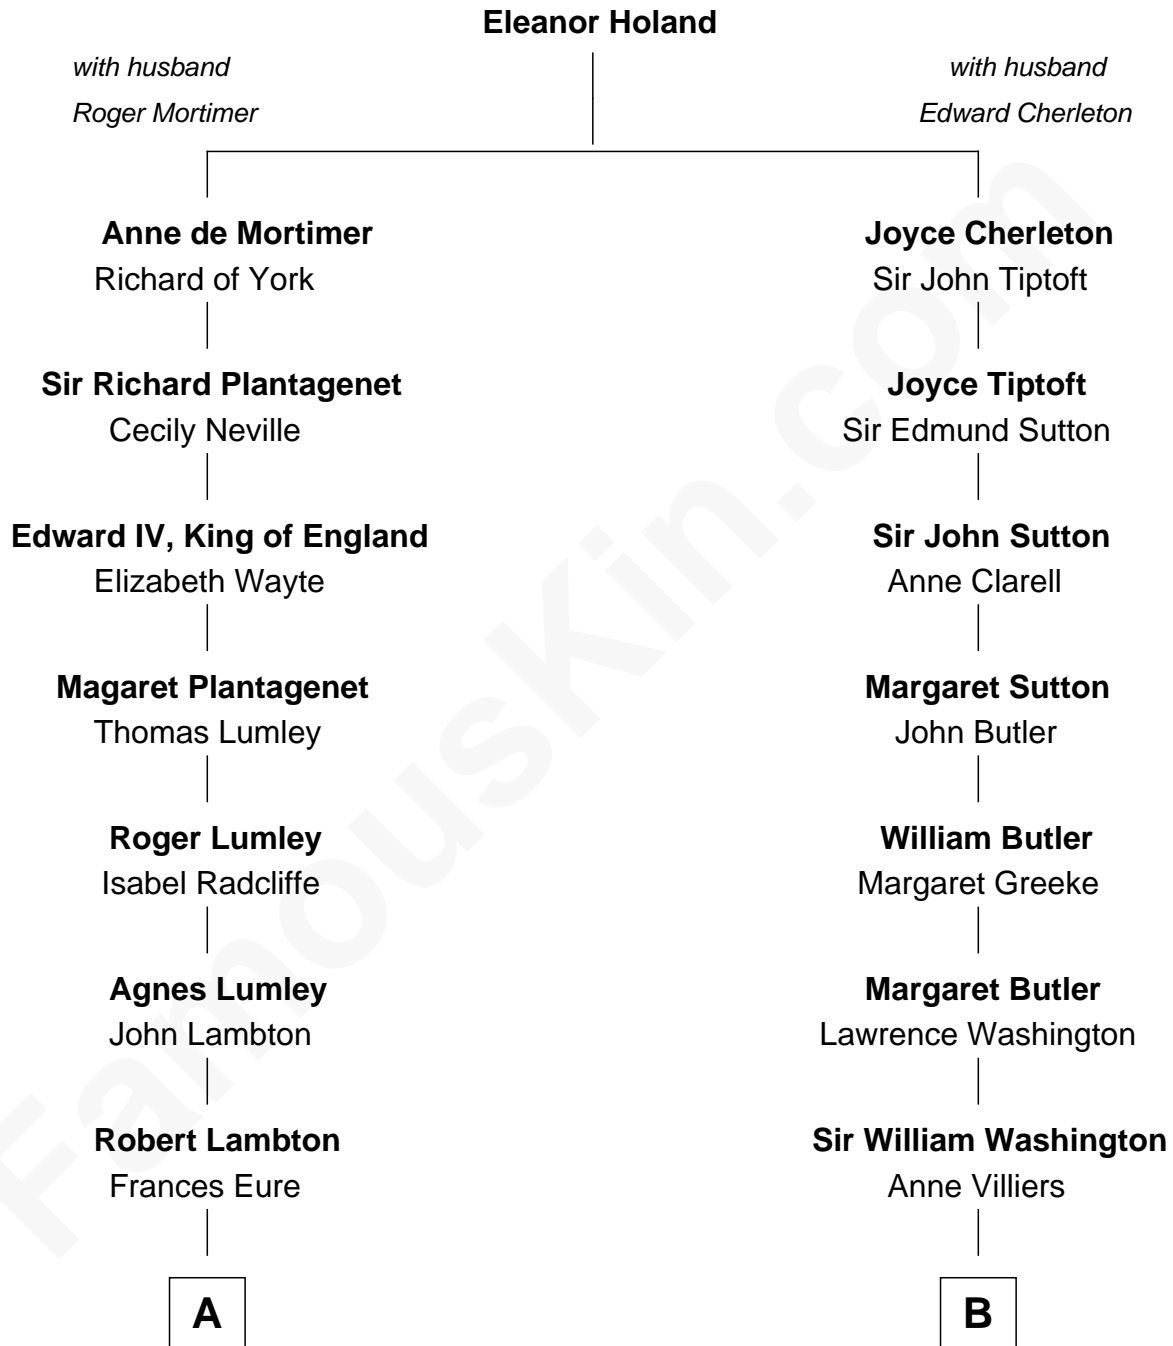 Eleanor Holand
with husband
Roger Mortimer
with husband
Edward Cherleton
Anne de Mortimer
Richard of York
Joyce Cherleton
Sir John Tiptoft
Sir Richard Plantagenet
Cecily Neville
Joyce Tiptoft
Sir Edmund Sutton
Edward IV, King of England
Elizabeth Wayte
Sir John Sutton
Anne Clarell
Magaret Plantagenet
Thomas Lumley
Margaret Sutton
John Butler
Roger Lumley
Isabel Radcliffe
William Butler
Margaret Greeke
Agnes Lumley
John Lambton
Margaret Butler
Lawrence Washington
Robert Lambton
Frances Eure
Sir William Washington
Anne Villiers
A
B
FamousKin.com